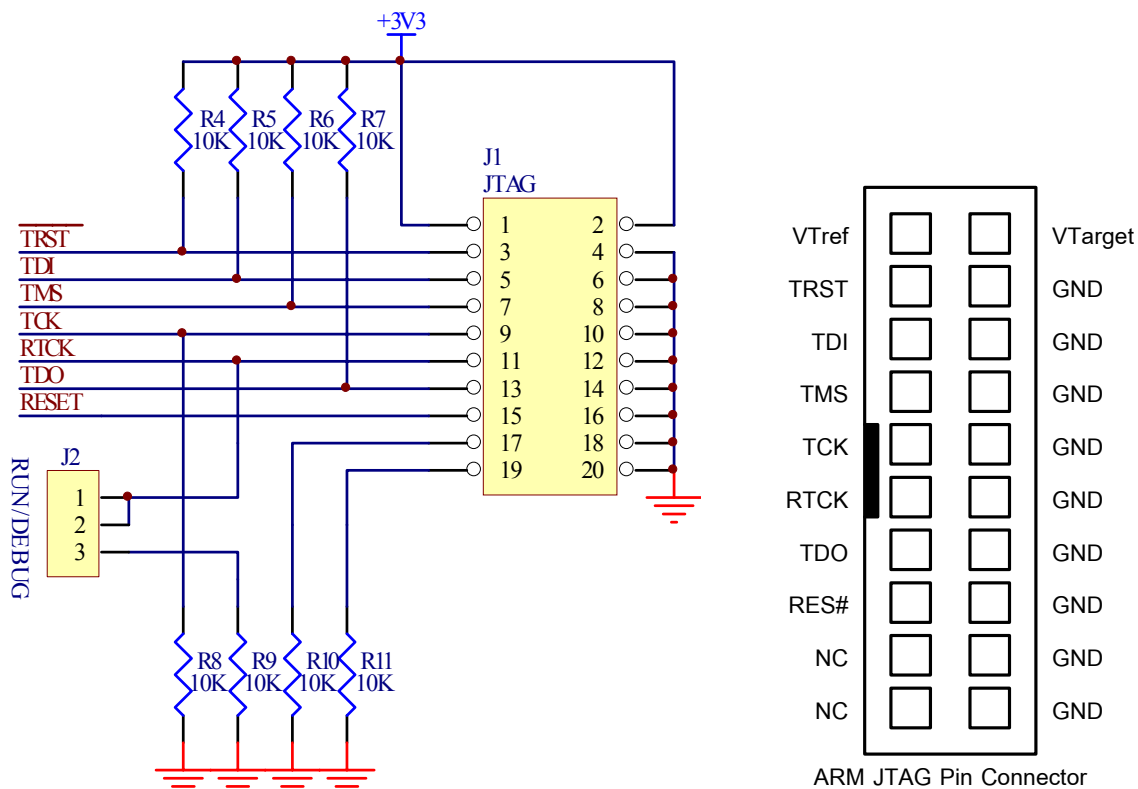 +3V3
R4 R5 R6 R7
10K 10K 10K 10K
J1
JTAG
TRST
TDI
TMS
TCK
RTCK
TDO
RESET
1 2
3 4
5 6
7 8
9 10
11 12
13 14
15 16
17 18
19 20
J2
1
2
3
RUN/DEBUG
R8 R9 R10 R11
10K 10K 10K 10K
VTref VTarget
TRST GND
TDI GND
TMS GND
TCK GND
RTCK GND
TDO GND
RES# GND
NC GND
NC GND
ARM JTAG Pin Connector